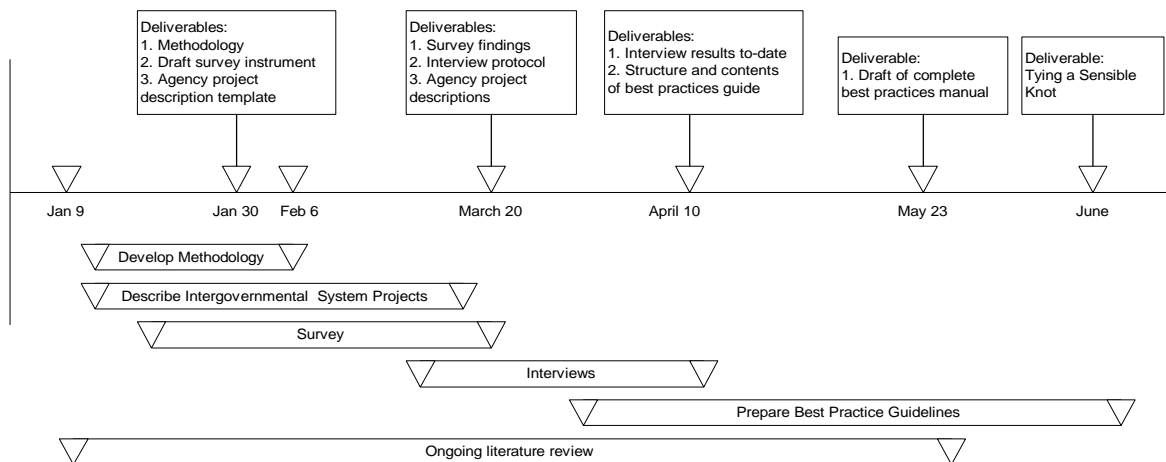 Deliverables:
1. Methodology
2. Draft survey instrument
3. Agency project
description template
Deliverables:
1. Survey findings
2. Interview protocol
3. Agency project
descriptions
Deliverables:
1. Interview results to-date
2. Structure and contents
of best practices guide
Deliverable:
1. Draft of complete
best practices manual
Deliverable:
Tying a Sensible
Knot
Jan 9
Jan 30
Feb 6
March 20
April 10
May 23
June
Develop Methodology
Describe Intergovernmental System Projects
Survey
Interviews
Prepare Best Practice Guidelines
Ongoing literature review